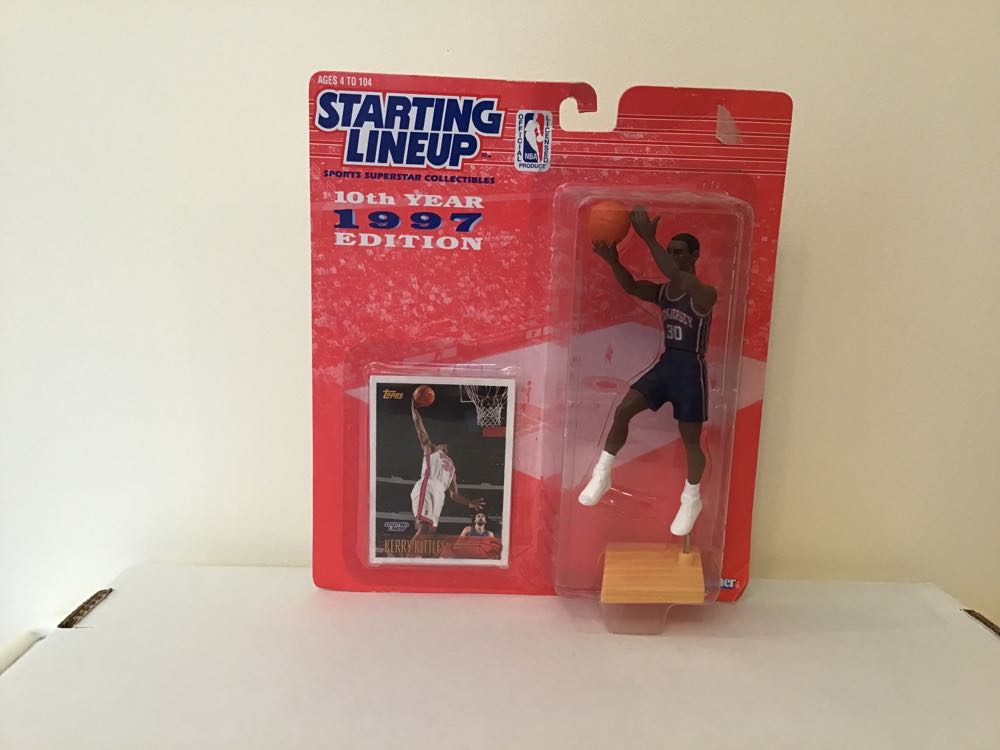 AGES 4 TO 104
STARTING
LINEUP
SPORTS SUPERSTAR COLLECTIBLES
10th YEAR
1997
EDITION
OFFICIAL
LICENSED
NBA
PRODUCT
JERSEY
30
TOPPS
STARTING
LINEUP
KERRY KITTLES
ner